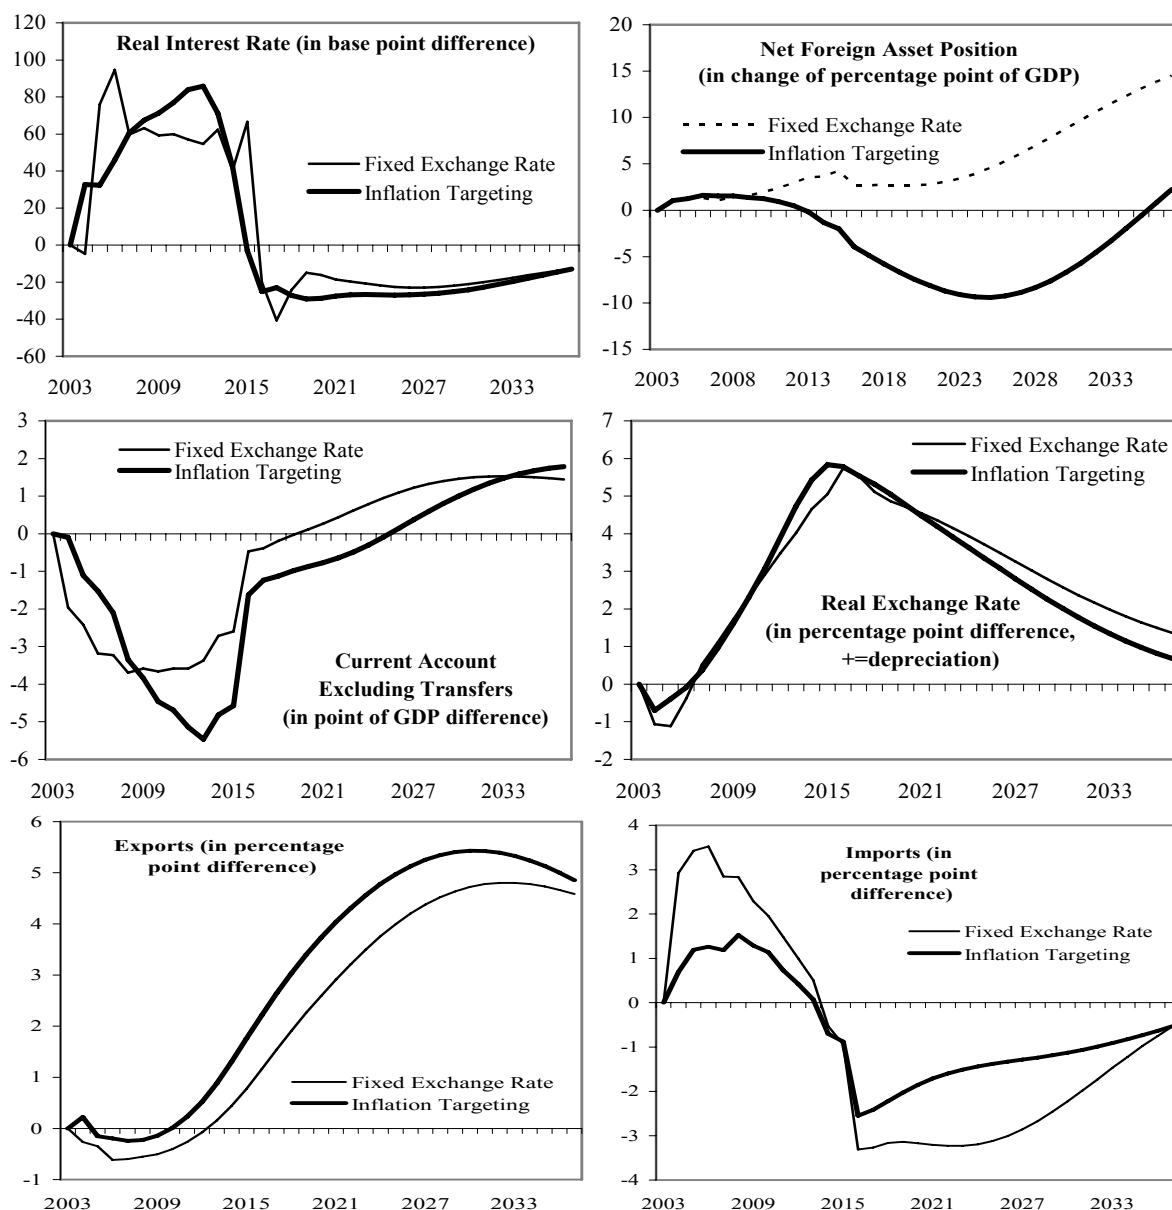 Real Interest Rate (in base point difference)
120
100
80
60
40
20
0
-20
-40
-60
Fixed Exchange Rate
Inflation Targeting
2003 2009 2015 2021 2027 2033
Net Foreign Asset Position
(in change of percentage point of GDP)
20
15
10
5
0
-5
-10
-15
Fixed Exchange Rate
Inflation Targeting
2003 2008 2013 2018 2023 2028 2033
3
2
1
0
-1
-2
-3
-4
-5
-6
Fixed Exchange Rate
Inflation Targeting
Current Account
Excluding Transfers
(in point of GDP difference)
2003 2009 2015 2021 2027 2033
7
6
5
4
3
2
1
0
-1
-2
Fixed Exchange Rate
Inflation Targeting
Real Exchange Rate
(in percentage point difference,
+=depreciation)
2003 2009 2015 2021 2027 2033
Exports (in percentage
point difference)
6
5
4
3
2
1
0
-1
Fixed Exchange Rate
Inflation Targeting
2003 2009 2015 2021 2027 2033
Imports (in
percentage point
difference)
4
3
2
1
0
-1
-2
-3
-4
Fixed Exchange Rate
Inflation Targeting
2003 2009 2015 2021 2027 2033